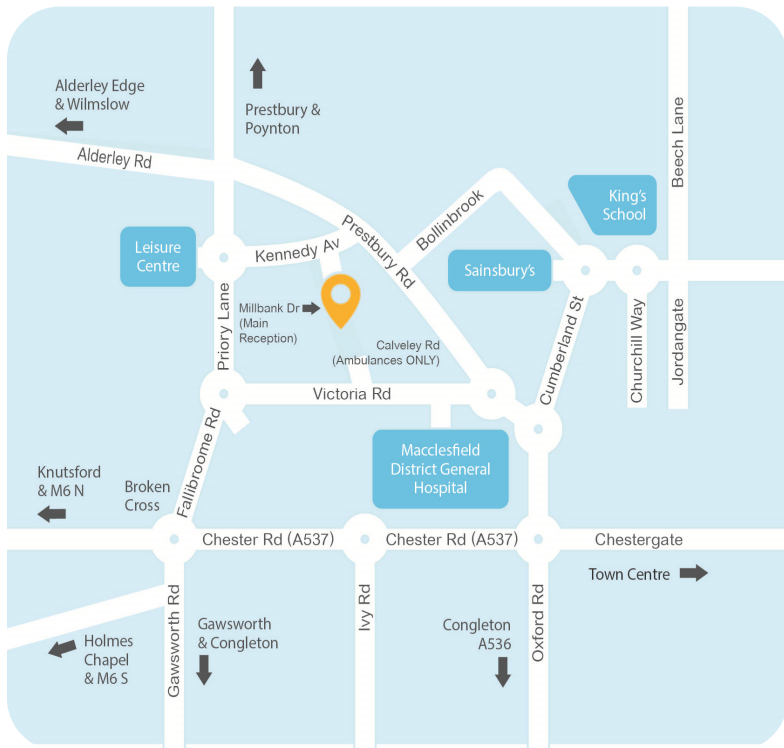 Alderley Edge
& Wilmslow
Prestbury &
Poynton
Alderley Rd
Beech Lane
King's
School
Bollinbrook
Prestbury Rd
Leisure
Centre
Kennedy Av
Sainsbury's
Priory Lane
Millbank Dr
(Main
Reception)
Calveley Rd
(Ambulances ONLY)
Cumberland St
Churchill Way
Jordangate
Victoria Rd
Macclesfield
District General
Hospital
Fallibroome Rd
Knutsford
& M6 N
Broken
Cross
Chester Rd (A537)
Chester Rd (A537)
Chestergate
Town Centre
Gawsworth Rd
Gawsworth
& Congleton
Ivy Rd
Congleton
A536
Oxford Rd
Holmes
Chapel
& M6 S